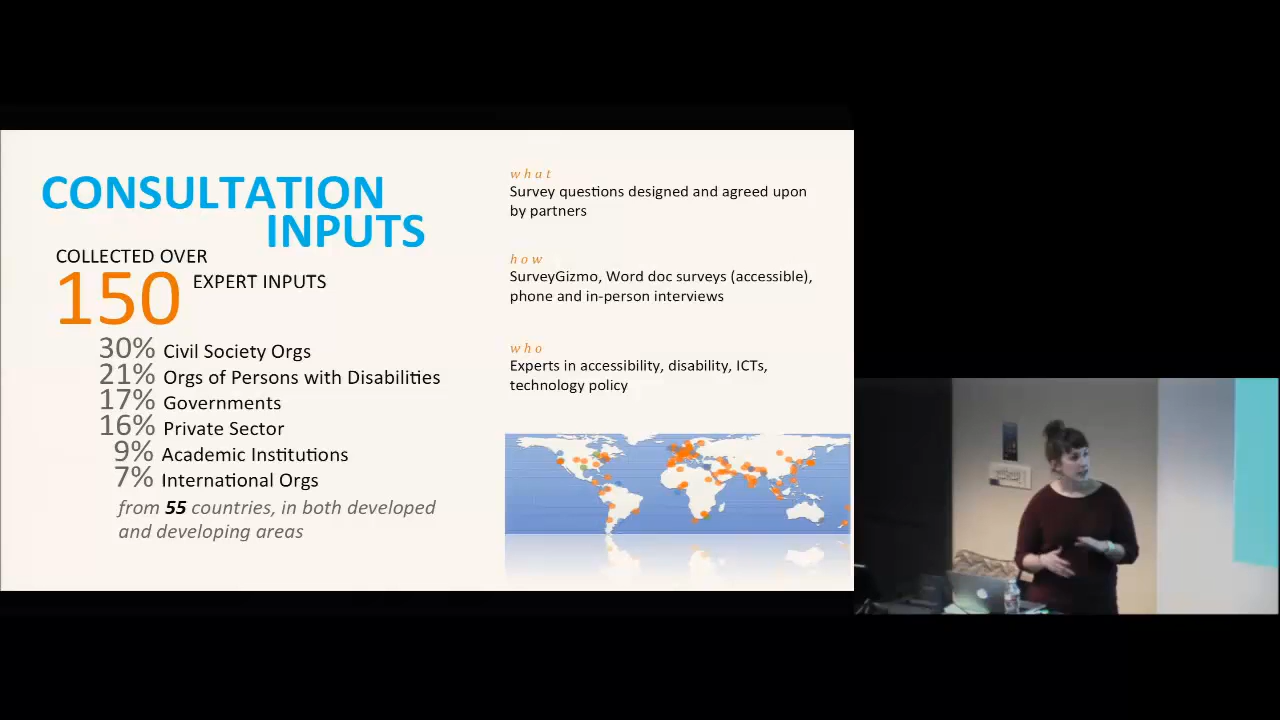 CONSULTATION
INPUTS
COLLECTED OVER
150 EXPERT INPUTS
30% Civil Society Orgs
21% Orgs of Persons with Disabilities
17% Governments
16% Private Sector
9% Academic Institutions
7% International Orgs
from 55 countries, in both developed
and developing areas
what
Survey questions designed and agreed upon
by partners
how
SurveyGizmo, Word doc surveys (accessible),
phone and in-person interviews
who
Experts in accessibility, disability, ICTs,
technology policy